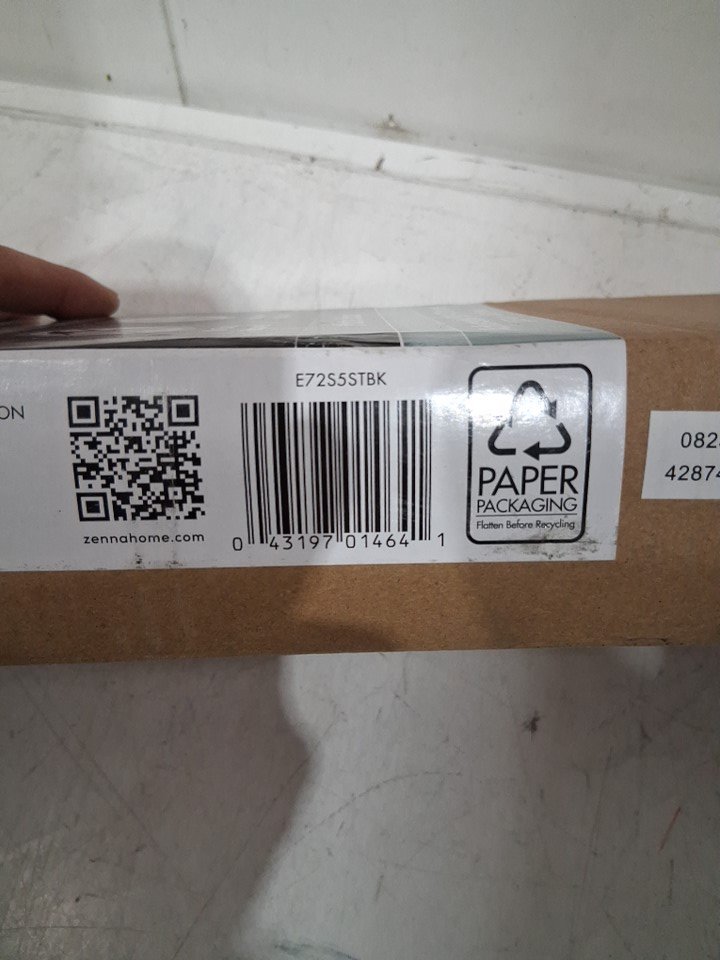 E72S5STBK
ON
zennahome.com
0 43197 01464 1
PAPER
PACKAGING
Flatten Before Recycling
082
42874